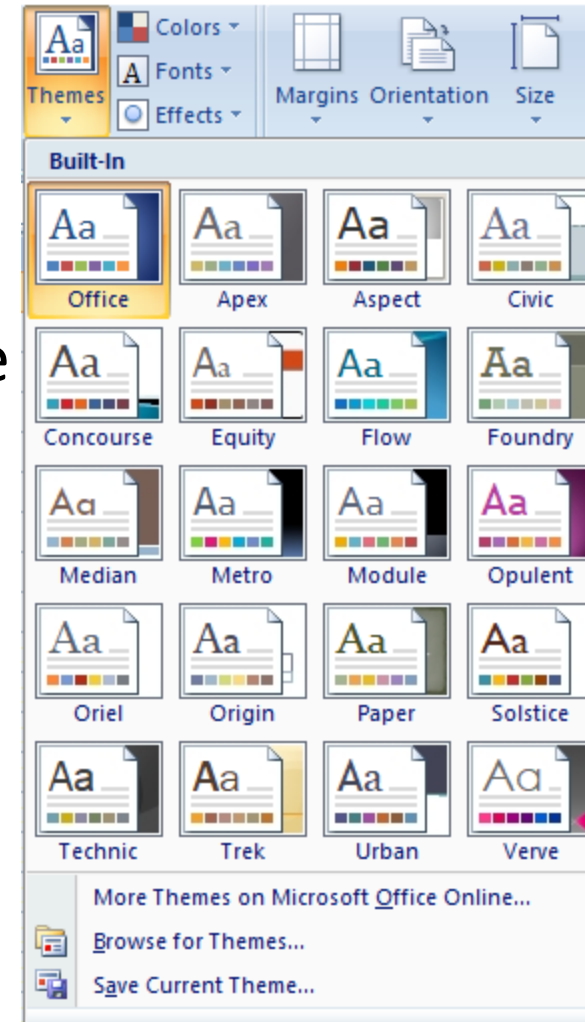 Aa
Colors
Fonts
Effects
Themes
Margins Orientation Size
Built-In
Aa Aa Aa Aa
Office Apex Aspect Civic
e
Aa Aa Aa Aa
Concourse Equity Flow Foundry
Aa Aa Aa Aa
Median Metro Module Opulent
Aa Aa Aa Aa
Oriel Origin Paper Solstice
Aa Aa Aa Aa
Technic Trek Urban Verve
More Themes on Microsoft Office Online...
Browse for Themes...
Save Current Theme...